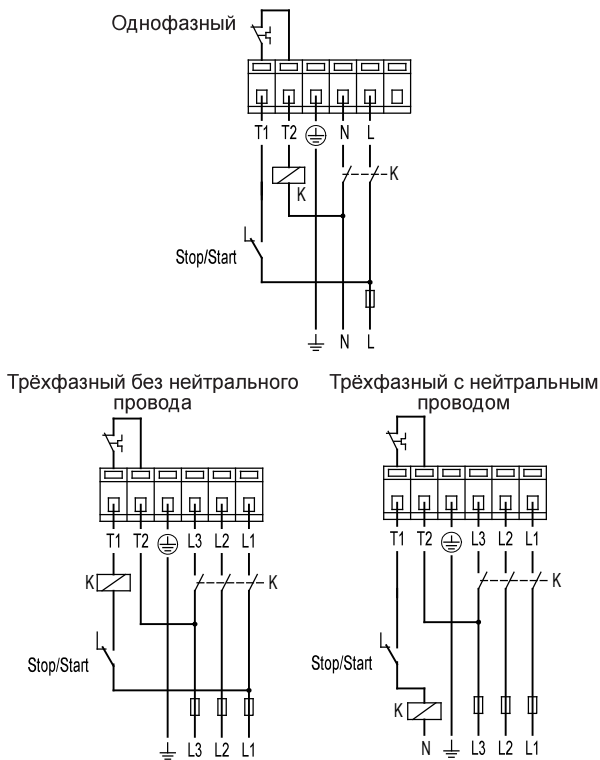 Однофазный
T1 T2 N L
K
K
Stop/Start
N L
Трёхфазный без нейтрального
провода
T1 T2 L3 L2 L1
K K
Stop/Start
L3 L2 L1
Трёхфазный с нейтральным
проводом
T1 T2 L3 L2 L1
K
Stop/Start
K
N L3 L2 L1